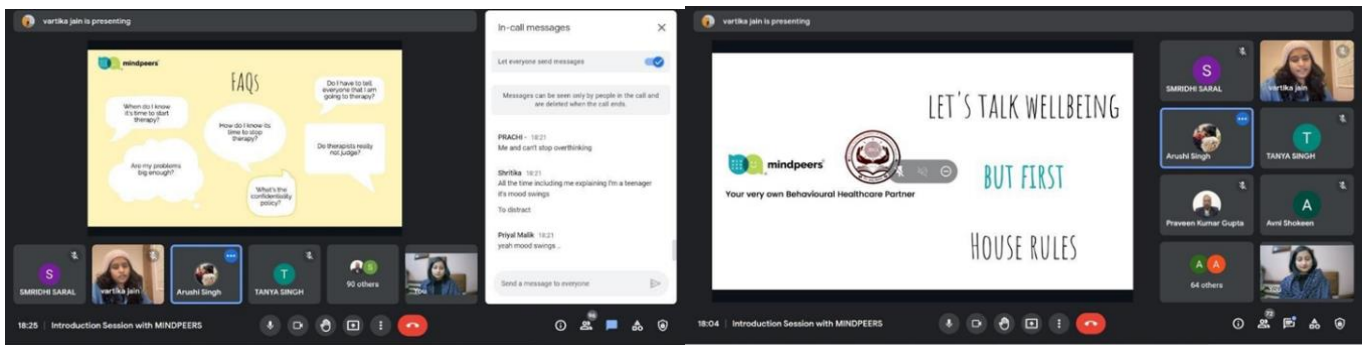 vartika jain is presenting
mindpeers
FAQs
When do I know
it's time to start
therapy?
How do I know its
time to stop
therapy?
Do I have to tell
everyone that I am
going to therapy?
Are my problems
big enough?
Do therapists really
not judge?
What's the
confidentiality
policy?
S
SMRIDHI SARAL
vartika jain
Arushi Singh
T
TANYA SINGH
S
90 others
You
18:25 | Introduction Session with MINDPEERS
In-call messages
Let everyone send messages
Messages can be seen only by people in the call and
are deleted when the call ends.
PRACHI - 18:21
Me and can't stop overthinking
Shritika 18:21
All the time including me explaining I'm a teenager
it's mood swings
To distract
Priyal Malik 18:21
yeah mood swings ..
Send a message to everyone
vartika jain is presenting
LET'S TALK WELLBEING
mindpeers
Your very own Behavioural Healthcare Partner
BUT FIRST
HOUSE RULES
S
SMRIDHI SARAL
vartika jain
Arushi Singh
T
TANYA SINGH
Praveen Kumar Gupta
A
Avni Shokeen
A A
64 others
18:04 | Introduction Session with MINDPEERS
72